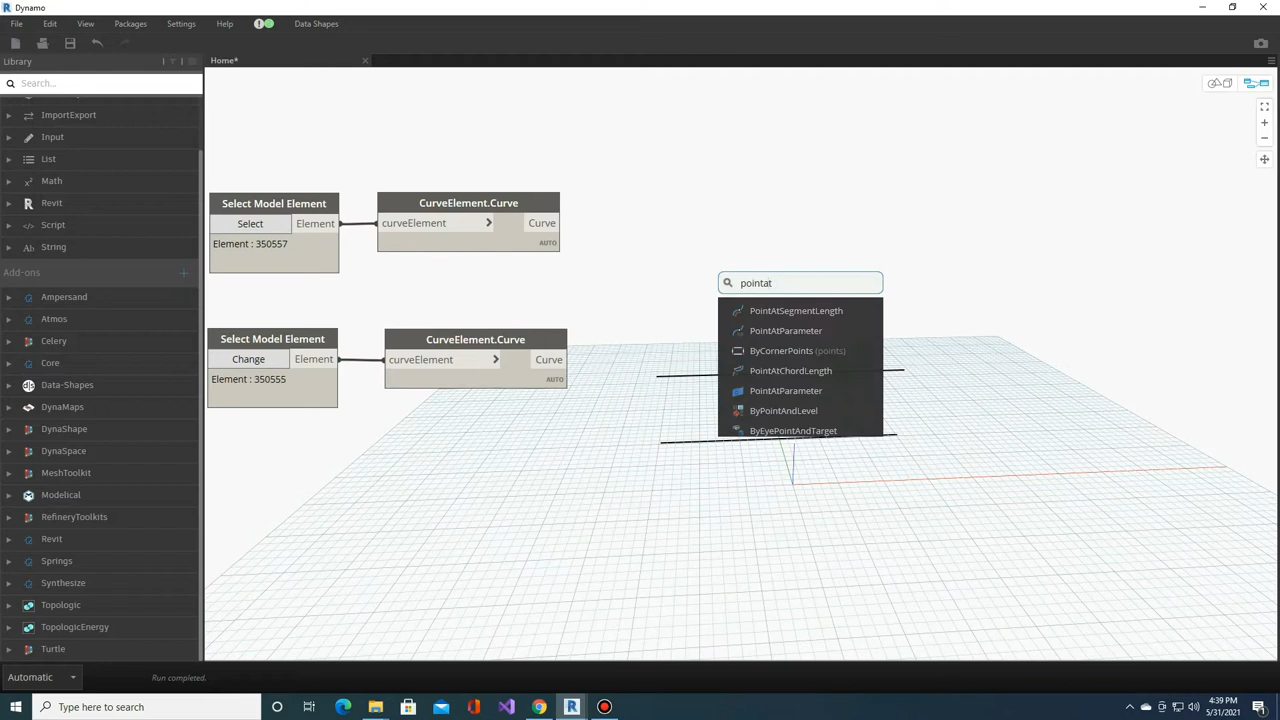 Dynamo
File Edit View Packages Settings Help Data Shapes
Library
Home*
Search...
ImportExport
Input
List
Math
Revit
Script
String
Add-ons
Ampersand
Atmos
Celery
Core
Data-Shapes
DynaMaps
DynaShape
DynaSpace
MeshToolkit
Modelical
RefineryToolkits
Revit
Springs
Synthesize
Topologic
TopologicEnergy
Turtle
Select Model Element
Select Element
Element : 350557
CurveElement.Curve
curveElement > Curve
AUTO
Select Model Element
Change Element
Element : 350555
CurveElement.Curve
curveElement > Curve
AUTO
pointat
PointAtSegmentLength
PointAtParameter
ByCornerPoints (points)
PointAtChordLength
PointAtParameter
ByPointAndLevel
ByEyePointAndTarget
Automatic Run completed.
Type here to search
4:39 PM
5/31/2021